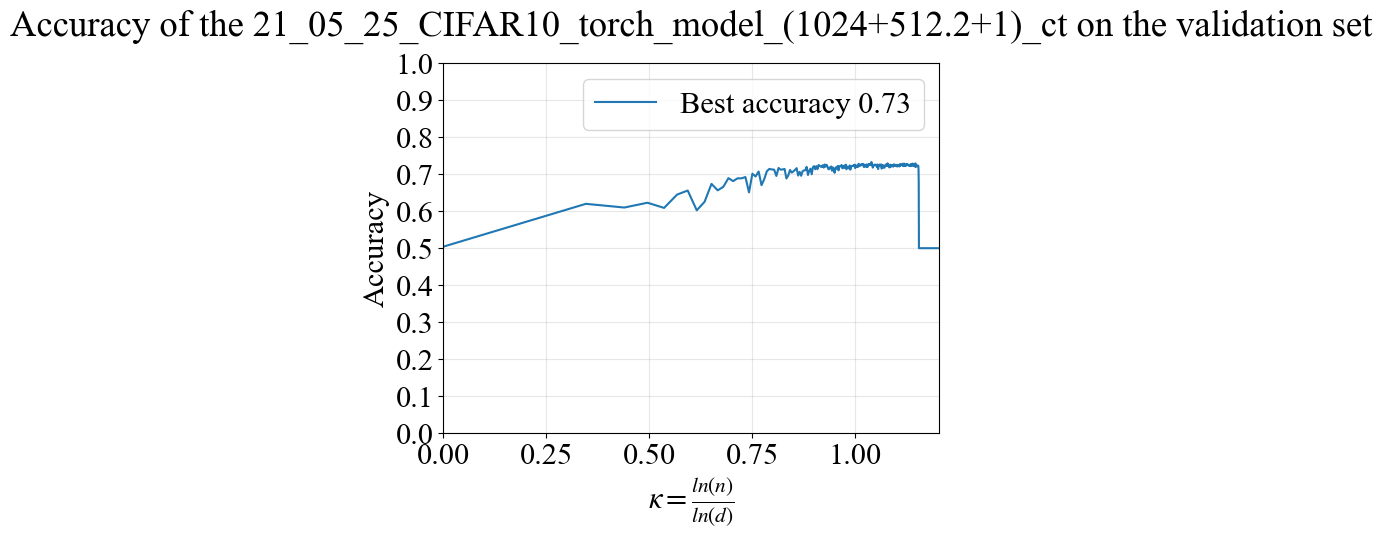 Accuracy of the 21_05_25_CIFAR10_torch_model_(1024+512.2+1)_ct on the validation set
Best accuracy 0.73
Accuracy
1.0
0.9
0.8
0.7
0.6
0.5
0.4
0.3
0.2
0.1
0.0
0.00 0.25 0.50 0.75 1.00
κ = ln(n) / ln(d)